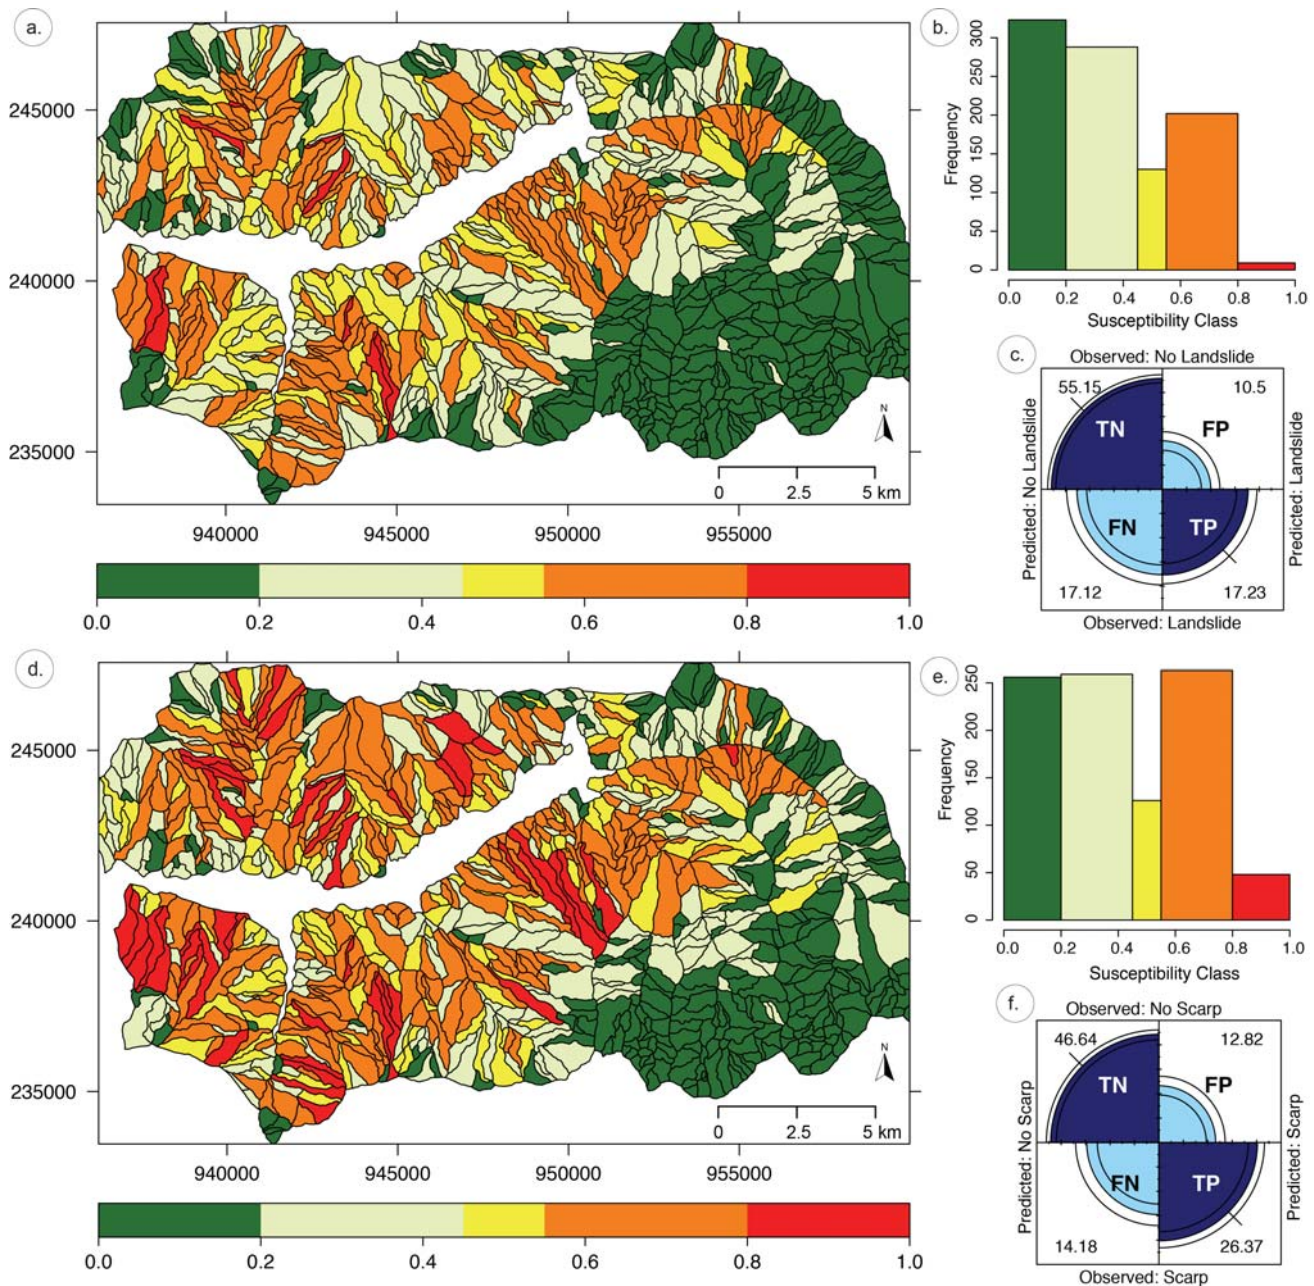 a.
245000
240000
235000
N
0 2.5 5 km
940000 945000 950000 955000
0.0 0.2 0.4 0.6 0.8 1.0
b.
Frequency
300
250
200
150
100
50
0
0.0 0.2 0.4 0.6 0.8 1.0
Susceptibility Class
c.
Observed: No Landslide
55.15 10.5
TN FP
Predicted: No Landslide
Predicted: Landslide
FN TP
17.12 17.23
Observed: Landslide
d.
245000
240000
235000
N
0 2.5 5 km
940000 945000 950000 955000
0.0 0.2 0.4 0.6 0.8 1.0
e.
Frequency
250
200
150
100
50
0
0.0 0.2 0.4 0.6 0.8 1.0
Susceptibility Class
f.
Observed: No Scarp
46.64 12.82
TN FP
Predicted: No Scarp
Predicted: Scarp
FN TP
14.18 26.37
Observed: Scarp